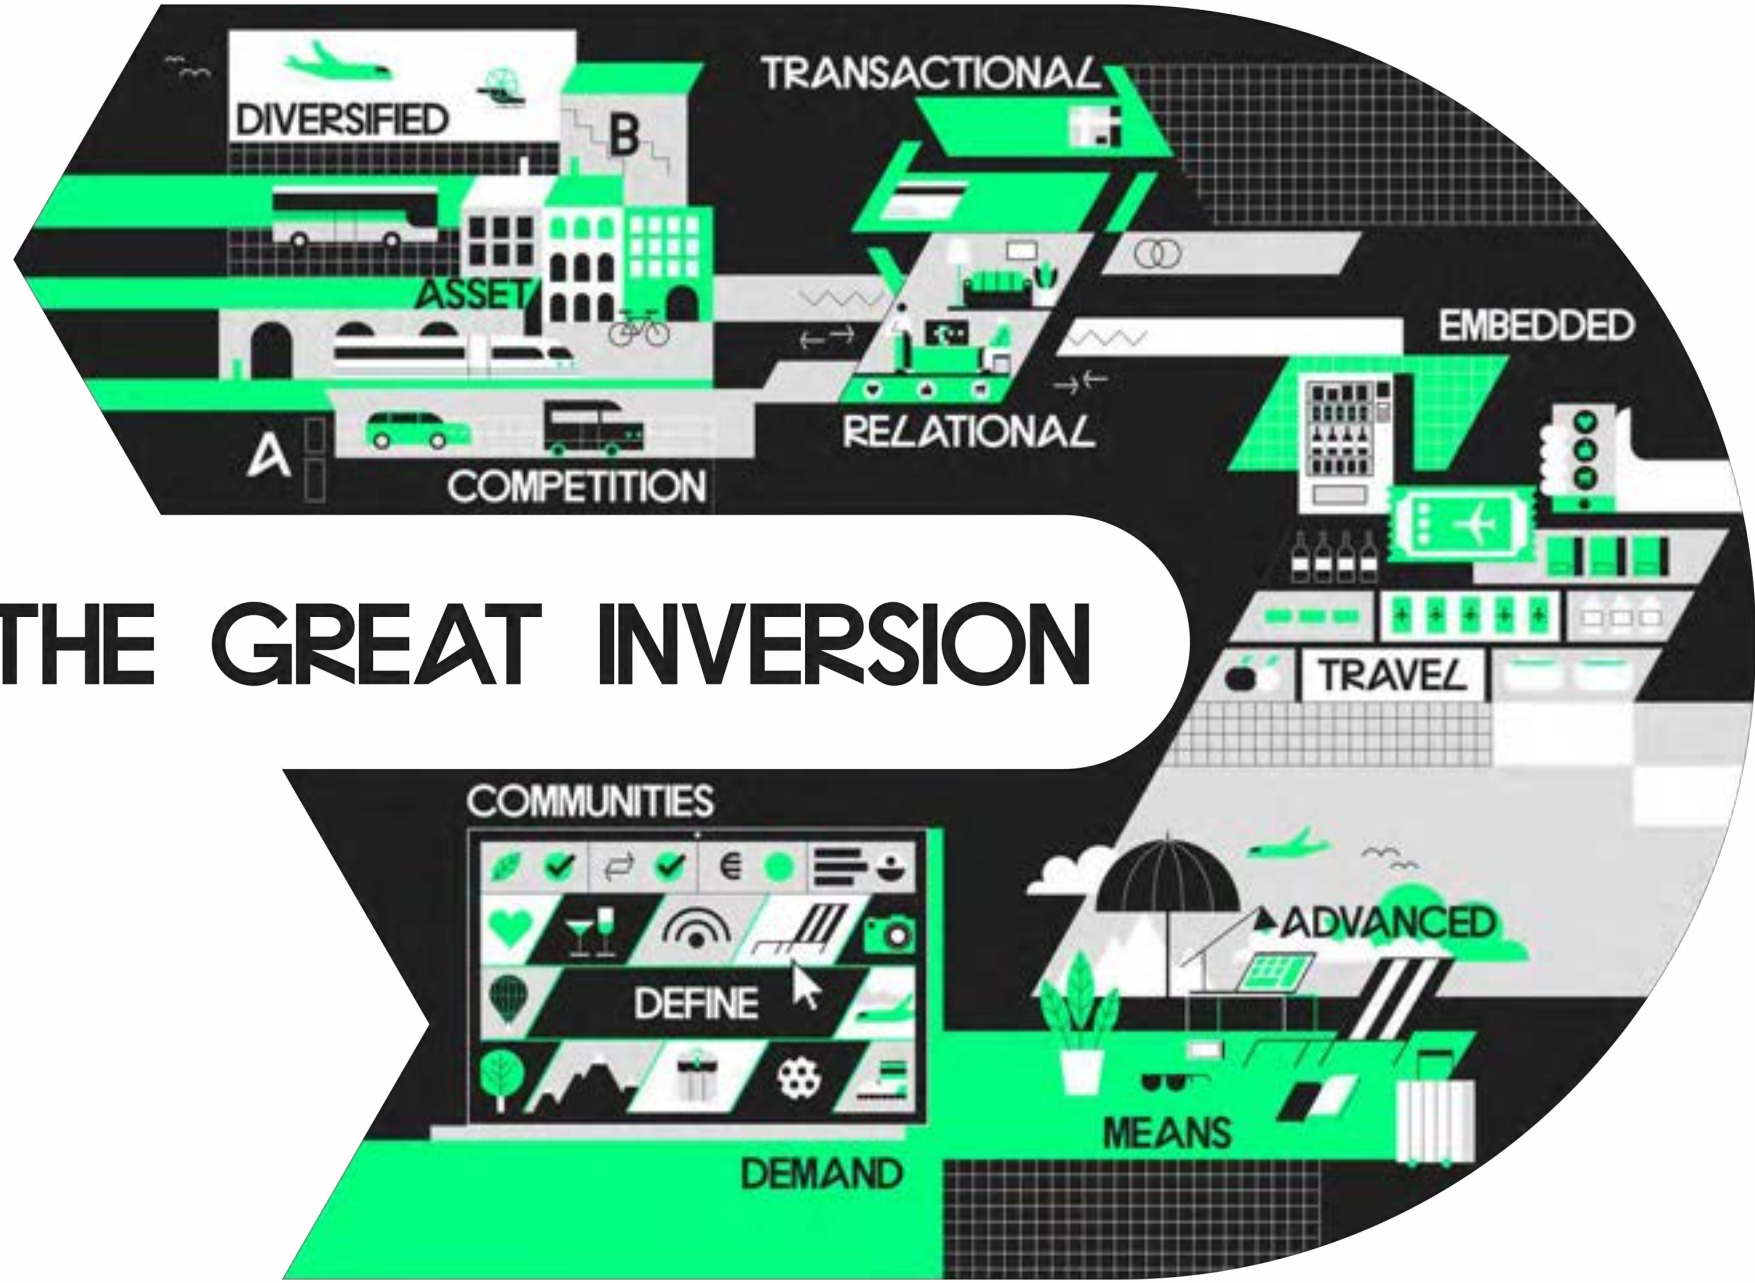 TRANSACTIONAL
DIVERSIFIED
B
ASSET
EMBEDDED
RELATIONAL
A
COMPETITION
THE GREAT INVERSION
TRAVEL
COMMUNITIES
€
ADVANCED
DEFINE
MEANS
DEMAND